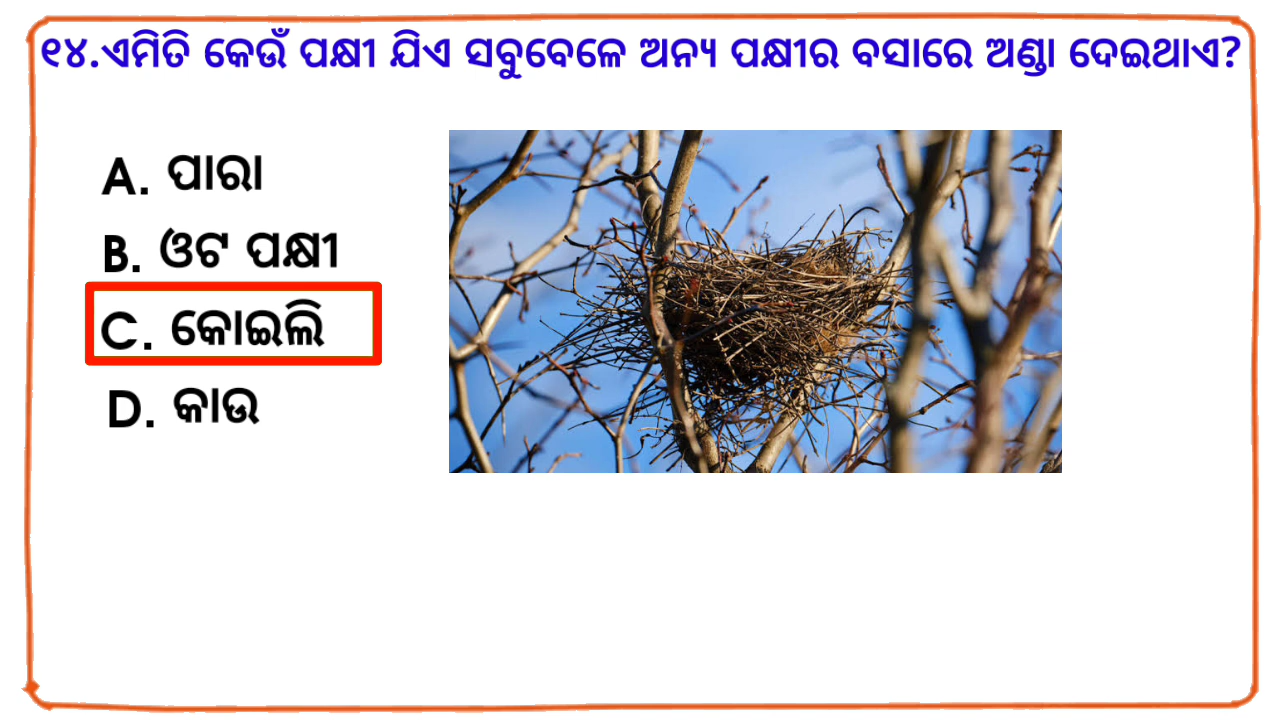 ୧୪.ଏମିତି କେଉଁ ପକ୍ଷୀ ଯିଏ ସବୁବେଳେ ଅନ୍ୟ ପକ୍ଷୀର ବସାରେ ଅଣ୍ଡା ଦେଇଥାଏ?
A. ପାରା
B. ଓଟ ପକ୍ଷୀ
C. କୋଇଲି
D. କାଉ